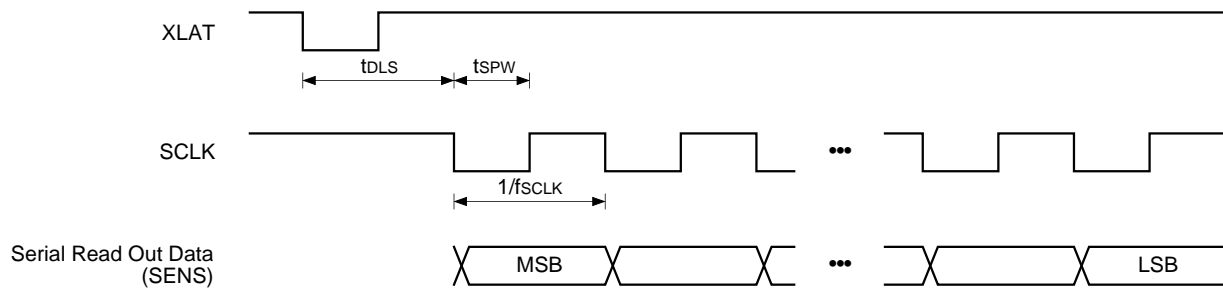 XLAT
tDLS
tSPW
SCLK
•••
1/fSCLK
Serial Read Out Data
(SENS)
MSB
•••
LSB